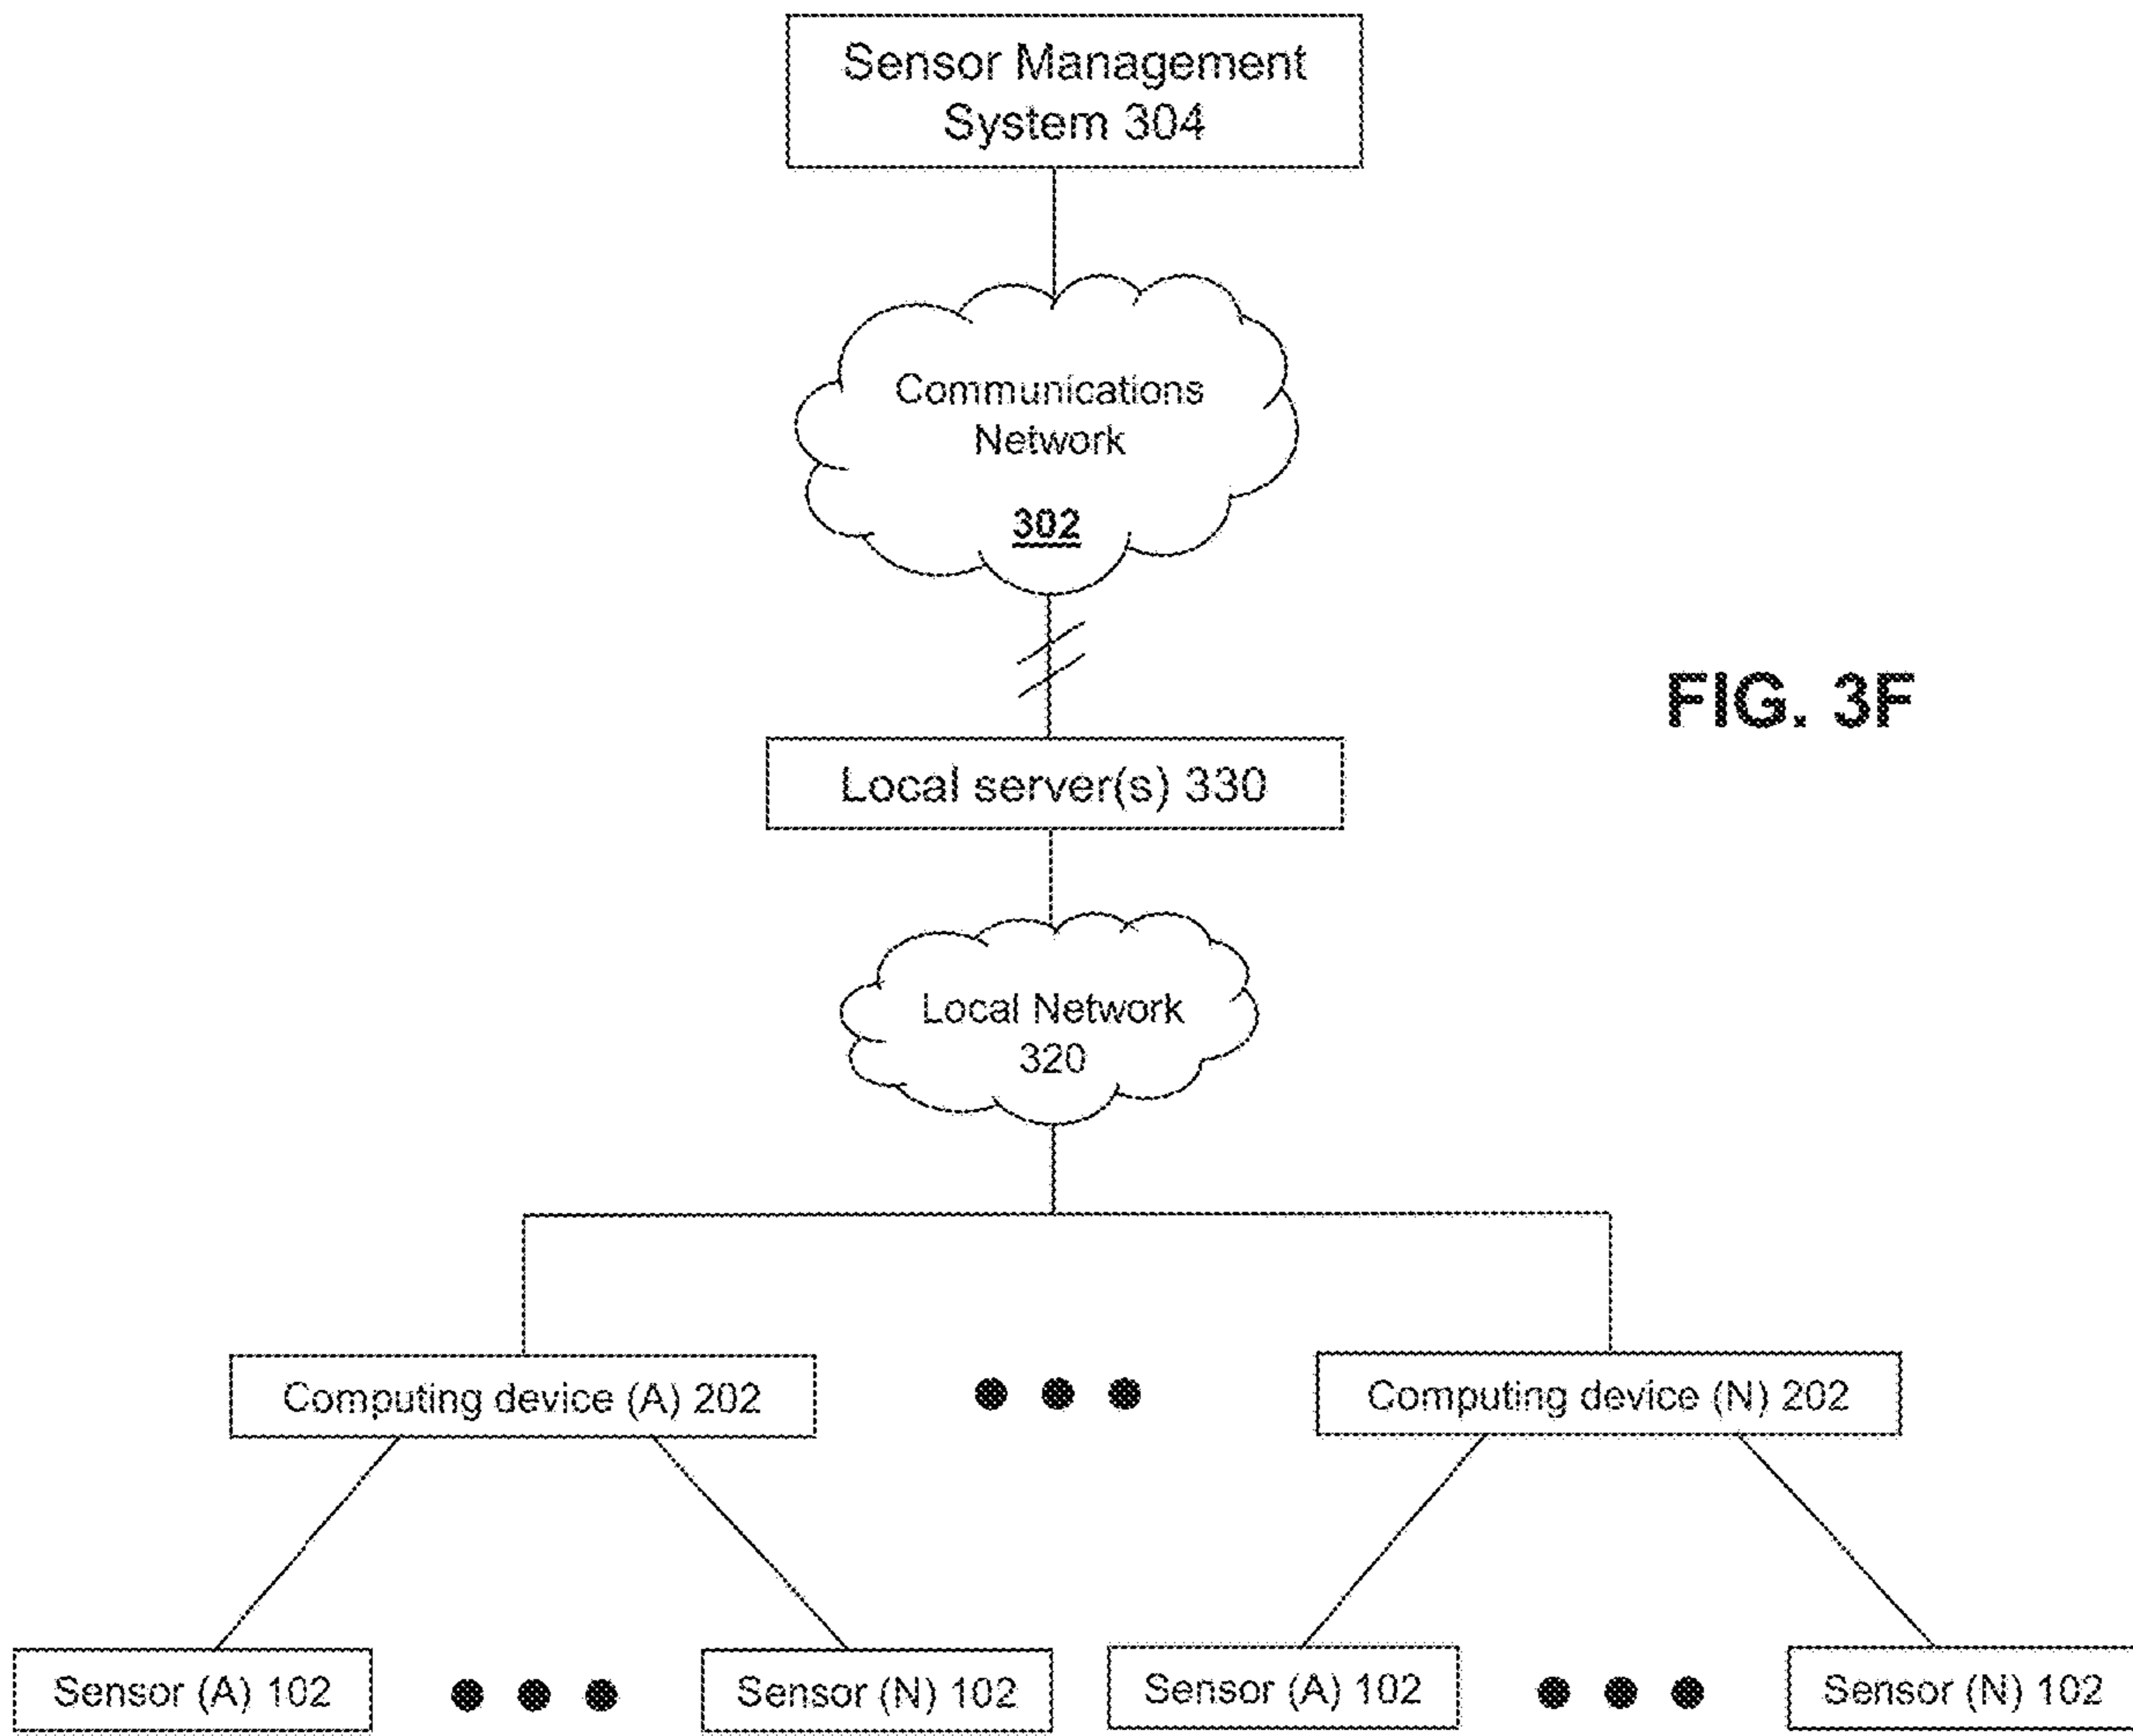 Sensor Management
System 304
Communications
Network
302
FIG. 3F
Local server(s) 330
Local Network
320
Computing device (A) 202
Computing device (N) 202
Sensor (A) 102
Sensor (N) 102
Sensor (A) 102
Sensor (N) 102